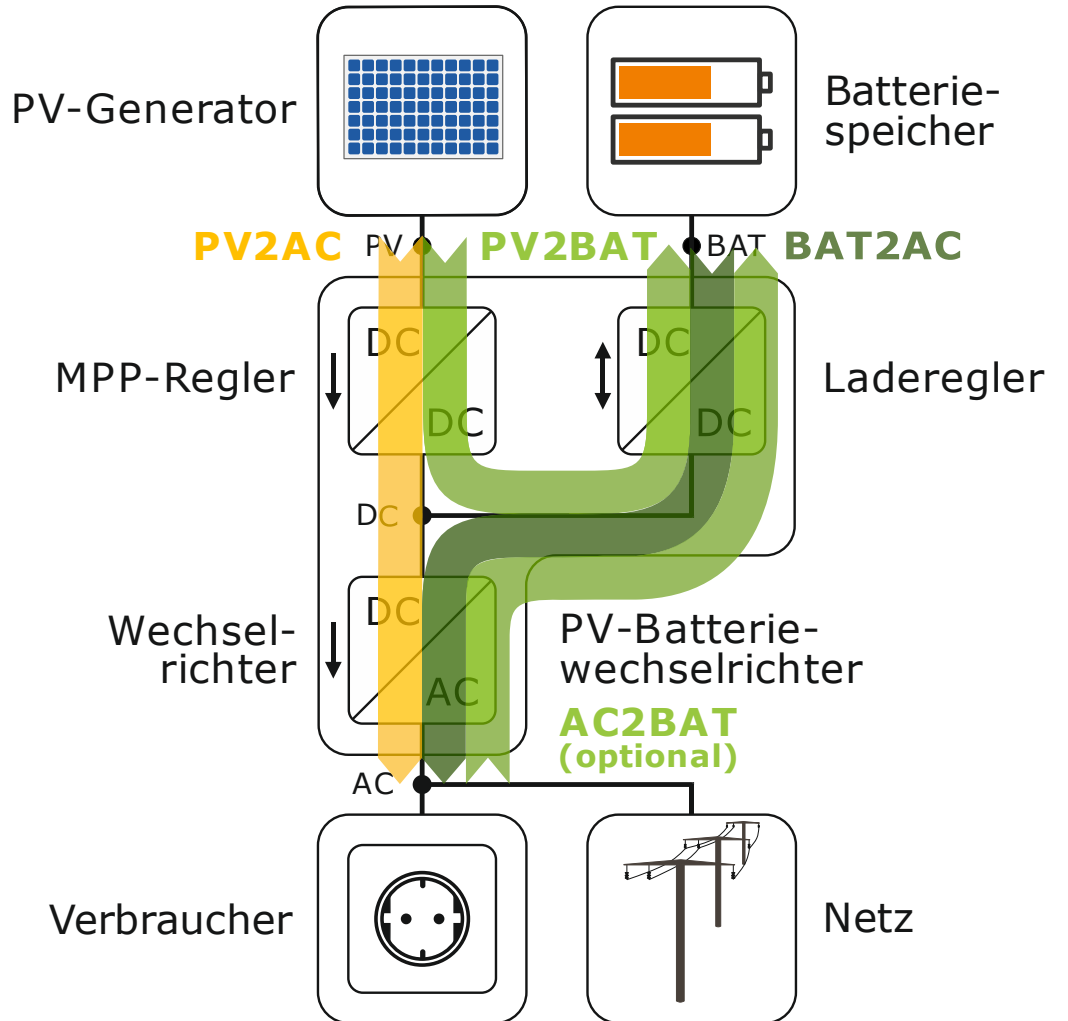 PV-Generator
Batterie-
speicher
PV2AC
PV
PV2BAT
BAT
BAT2AC
MPP-Regler
DC
DC
DC
DC
Laderegler
DC
Wechsel-
richter
DC
AC
PV-Batterie-
wechselrichter
AC2BAT
(optional)
AC
Verbraucher
Netz